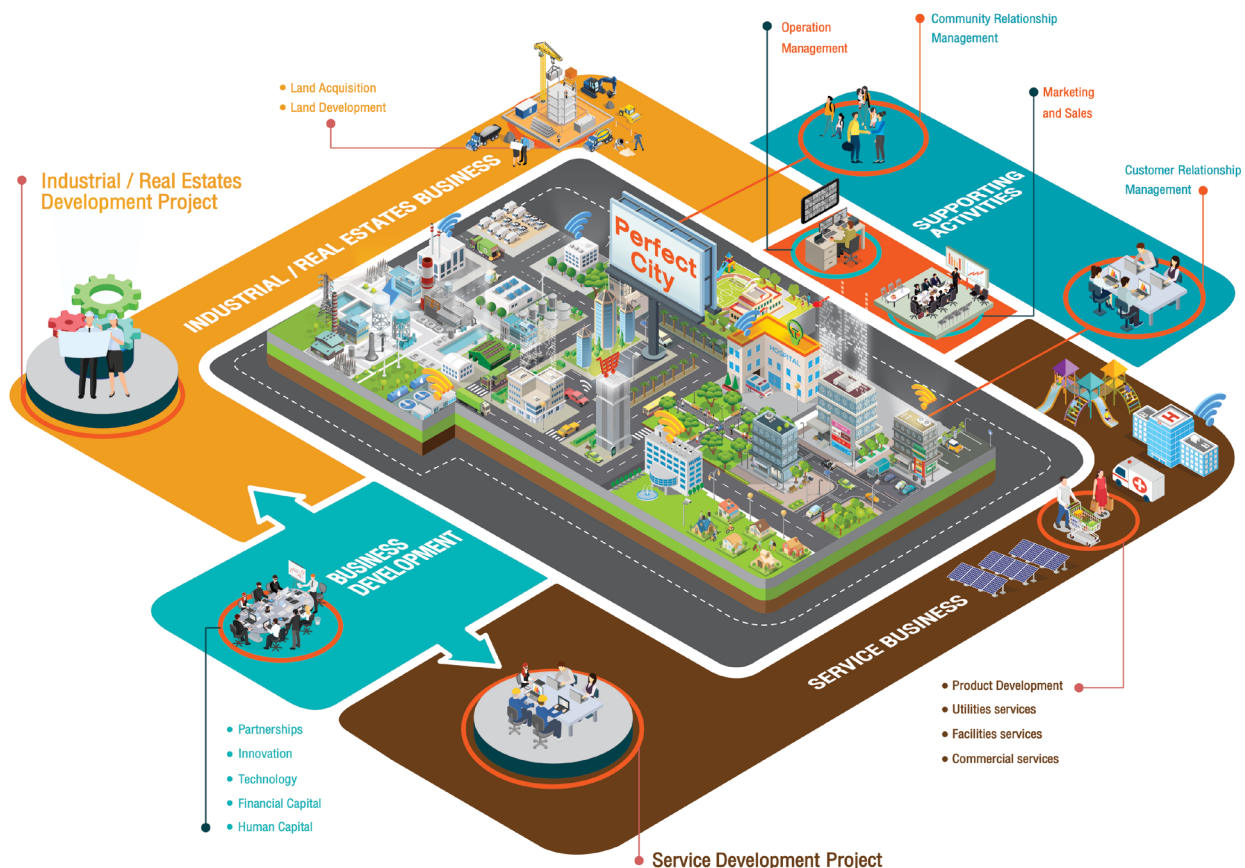 Operation
Management
Community Relationship
Management
• Land Acquisition
• Land Development
Marketing
and Sales
Industrial / Real Estates
Development Project
Customer Relationship
Management
INDUSTRIAL / REAL ESTATES BUSINESS
SUPPORTING
ACTIVITIES
Perfect
City
HOSPITAL
H
BUSINESS
DEVELOPMENT
SERVICE BUSINESS
• Product Development
• Utilities services
• Facilities services
• Commercial services
• Partnerships
• Innovation
• Technology
• Financial Capital
• Human Capital
Service Development Project